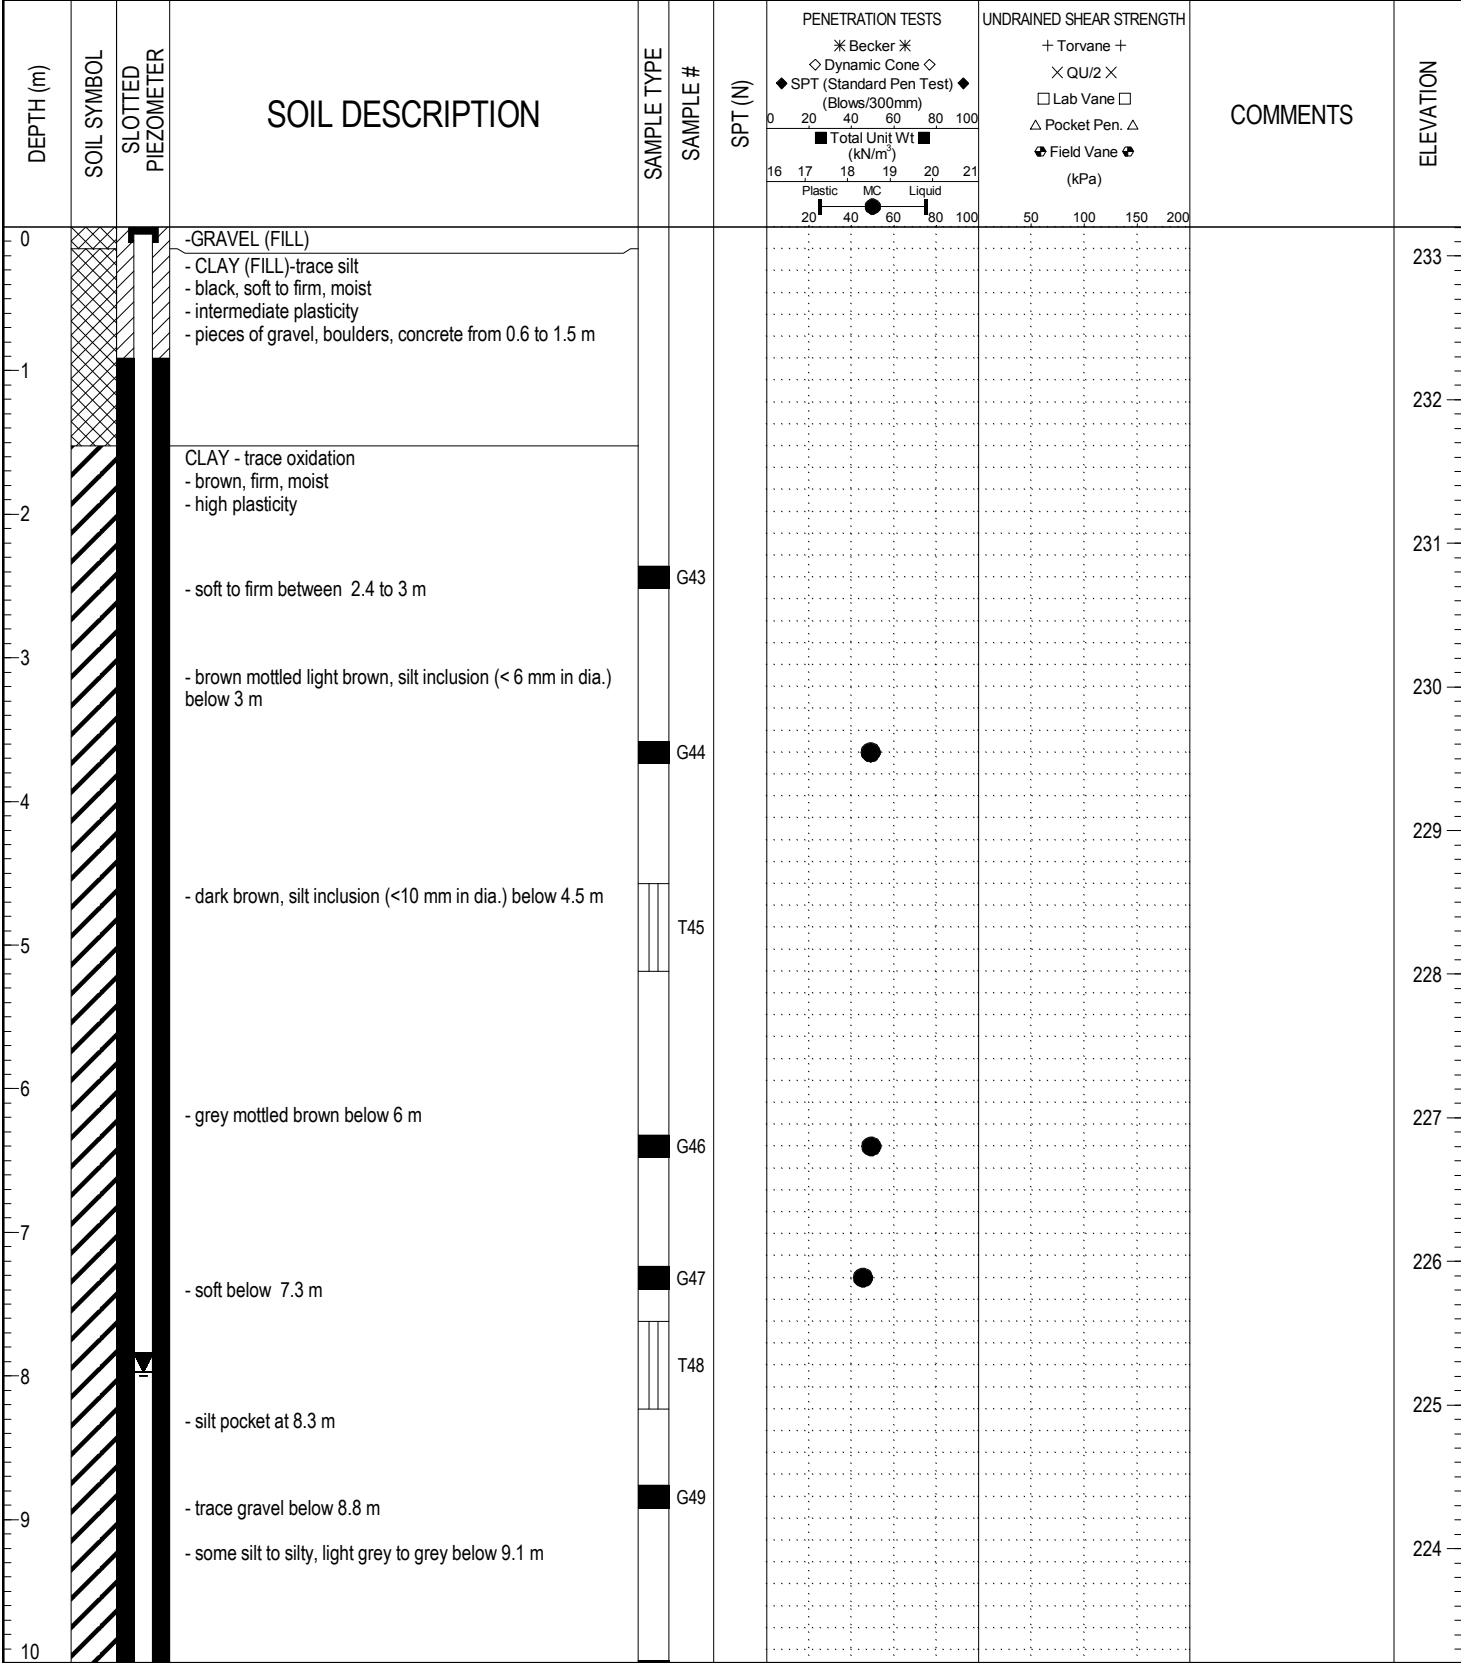 DEPTH (m)
SOIL SYMBOL
SLOTTED
PIEZOMETER
SOIL DESCRIPTION
SAMPLE TYPE
SAMPLE #
SPT (N)
PENETRATION TESTS
Becker
Dynamic Cone
SPT (Standard Pen Test)
(Blows/300mm)
0 20 40 60 80 100
Total Unit Wt
(kN/m³)
16 17 18 19 20 21
Plastic MC Liquid
20 40 60 80 100
UNDRAINED SHEAR STRENGTH
+ Torvane +
QU/2
Lab Vane
Pocket Pen.
Field Vane
(kPa)
50 100 150 200
COMMENTS
ELEVATION
0
-GRAVEL (FILL)
- CLAY (FILL)-trace silt
233
- black, soft to firm, moist
- intermediate plasticity
- pieces of gravel, boulders, concrete from 0.6 to 1.5 m
1
232
CLAY - trace oxidation
- brown, firm, moist
- high plasticity
2
231
G43
- soft to firm between 2.4 to 3 m
3
- brown mottled light brown, silt inclusion (< 6 mm in dia.)
below 3 m
230
G44
4
229
- dark brown, silt inclusion (<10 mm in dia.) below 4.5 m
T45
5
228
6
- grey mottled brown below 6 m
227
G46
7
226
G47
- soft below 7.3 m
T48
8
225
- silt pocket at 8.3 m
G49
- trace gravel below 8.8 m
9
- some silt to silty, light grey to grey below 9.1 m
224
10